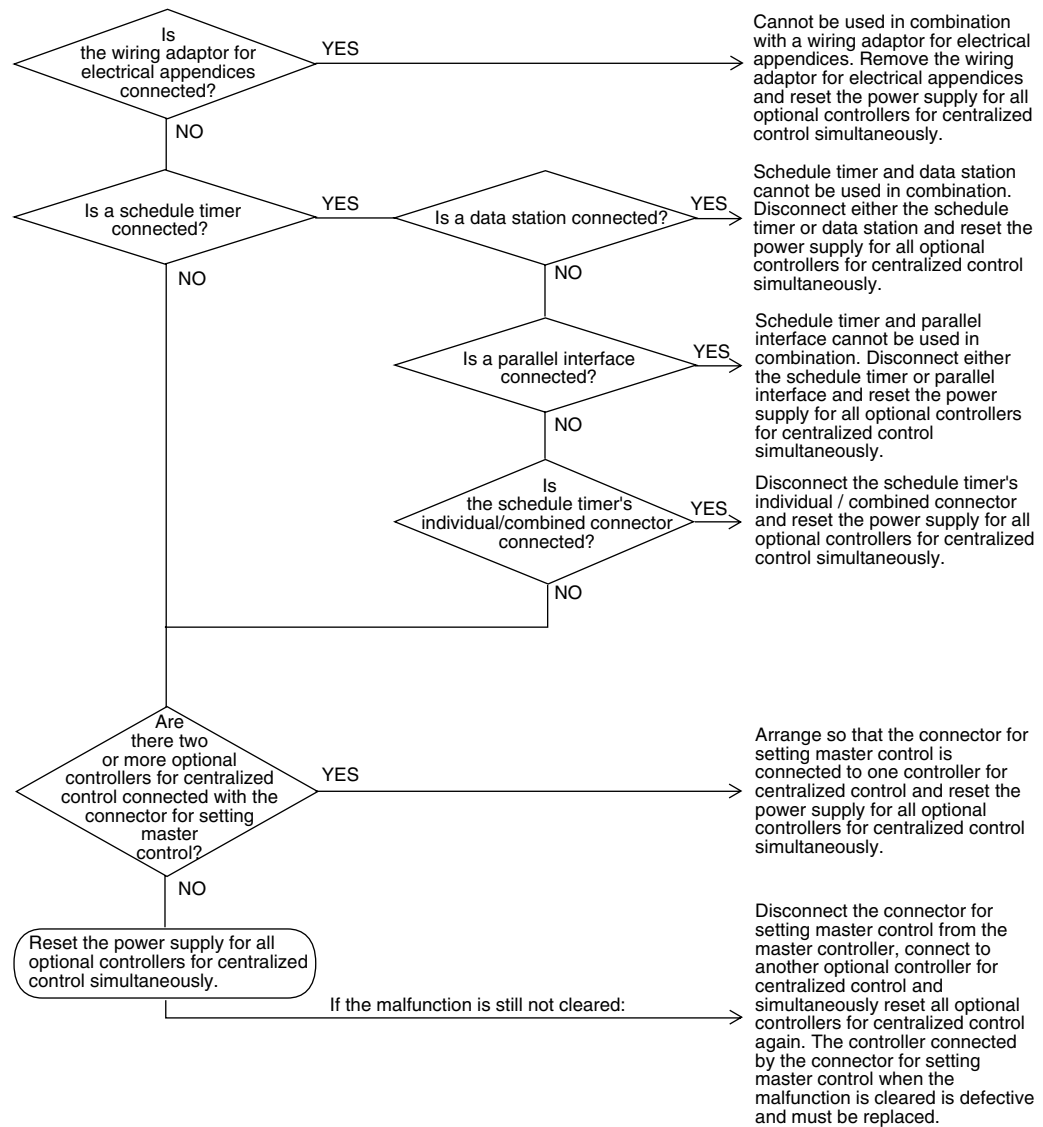 Is
the wiring adaptor for
electrical appendices
connected?
YES
Cannot be used in combination
with a wiring adaptor for electrical
appendices. Remove the wiring
adaptor for electrical appendices
and reset the power supply for all
optional controllers for centralized
control simultaneously.
NO
Is a schedule timer
connected?
YES
Is a data station connected?
YES
Schedule timer and data station
cannot be used in combination.
Disconnect either the schedule
timer or data station and reset the
power supply for all optional
controllers for centralized control
simultaneously.
NO
NO
Is a parallel interface
connected?
YES
Schedule timer and parallel
interface cannot be used in
combination. Disconnect either
the schedule timer or parallel
interface and reset the power
supply for all optional controllers
for centralized control
simultaneously.
NO
Is
the schedule timer's
individual/combined connector
connected?
YES
Disconnect the schedule timer's
individual / combined connector
and reset the power supply for all
optional controllers for centralized
control simultaneously.
NO
Are
there two
or more optional
controllers for centralized
control connected with the
connector for setting
master
control?
YES
Arrange so that the connector for
setting master control is
connected to one controller for
centralized control and reset the
power supply for all optional
controllers for centralized control
simultaneously.
NO
Reset the power supply for all
optional controllers for centralized
control simultaneously.
If the malfunction is still not cleared:
Disconnect the connector for
setting master control from the
master controller, connect to
another optional controller for
centralized control and
simultaneously reset all optional
controllers for centralized control
again. The controller connected
by the connector for setting
master control when the
malfunction is cleared is defective
and must be replaced.